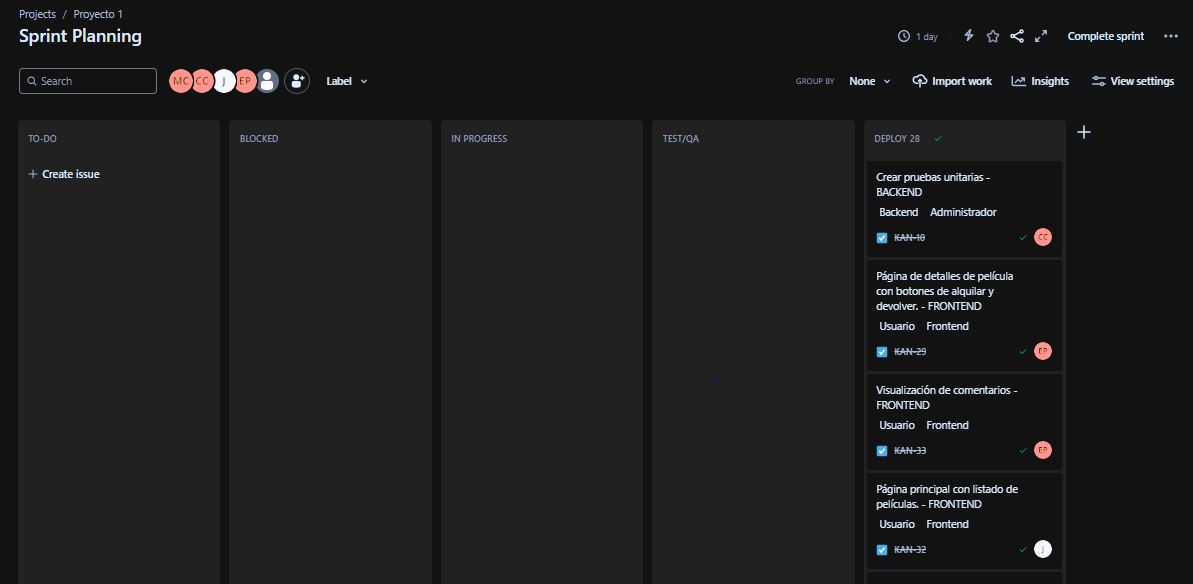 Projects / Proyecto 1
Sprint Planning
1 day
Complete sprint
Search
MC CC J EP
Label
GROUP BY None
Import work
Insights
View settings
TO-DO
+ Create issue
BLOCKED
IN PROGRESS
TEST/QA
DEPLOY 28
Crear pruebas unitarias -
BACKEND
Backend Administrador
KAN-10 CC
Página de detalles de película
con botones de alquilar y
devolver. - FRONTEND
Usuario Frontend
KAN-29 EP
Visualización de comentarios -
FRONTEND
Usuario Frontend
KAN-33 EP
Página principal con listado de
películas. - FRONTEND
Usuario Frontend
KAN-32 J